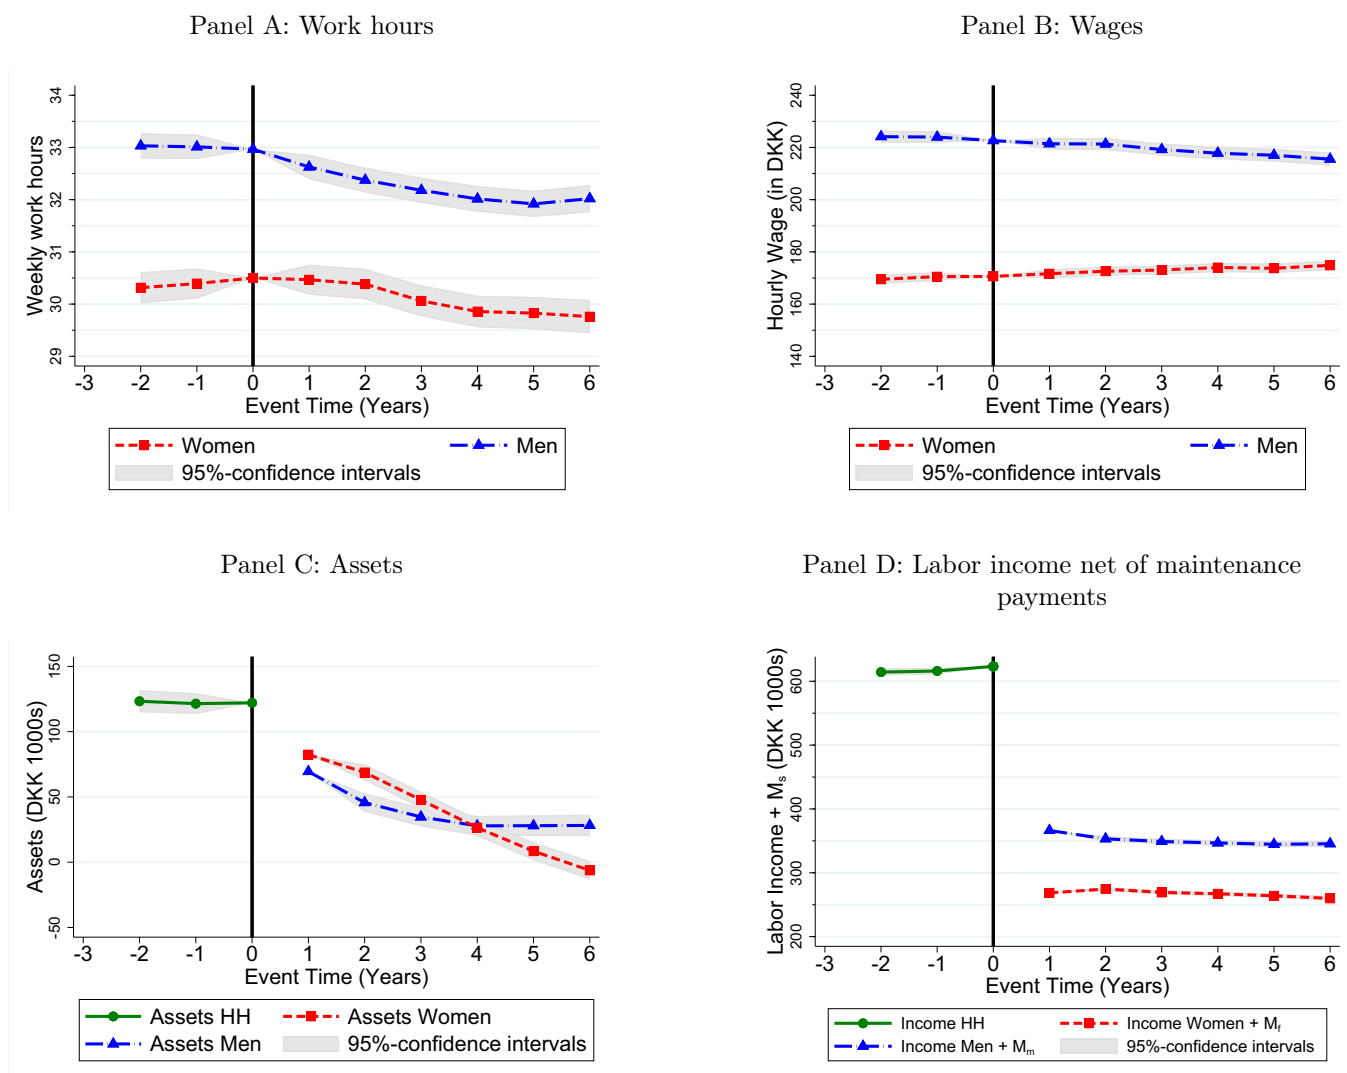 Panel A: Work hours
Weekly work hours
34
33
32
31
30
29
-3 -2 -1 0 1 2 3 4 5 6
Event Time (Years)
Women Men
95%-confidence intervals
Panel B: Wages
Hourly Wage (in DKK)
240
220
200
180
160
140
-3 -2 -1 0 1 2 3 4 5 6
Event Time (Years)
Women Men
95%-confidence intervals
Panel C: Assets
Assets (DKK 1000s)
150
100
50
0
-50
-3 -2 -1 0 1 2 3 4 5 6
Event Time (Years)
Assets HH Assets Women
Assets Men 95%-confidence intervals
Panel D: Labor income net of maintenance
payments
Labor Income + Mₛ (DKK 1000s)
600
500
400
300
200
-3 -2 -1 0 1 2 3 4 5 6
Event Time (Years)
Income HH Income Women + M_f
Income Men + M_m 95%-confidence intervals